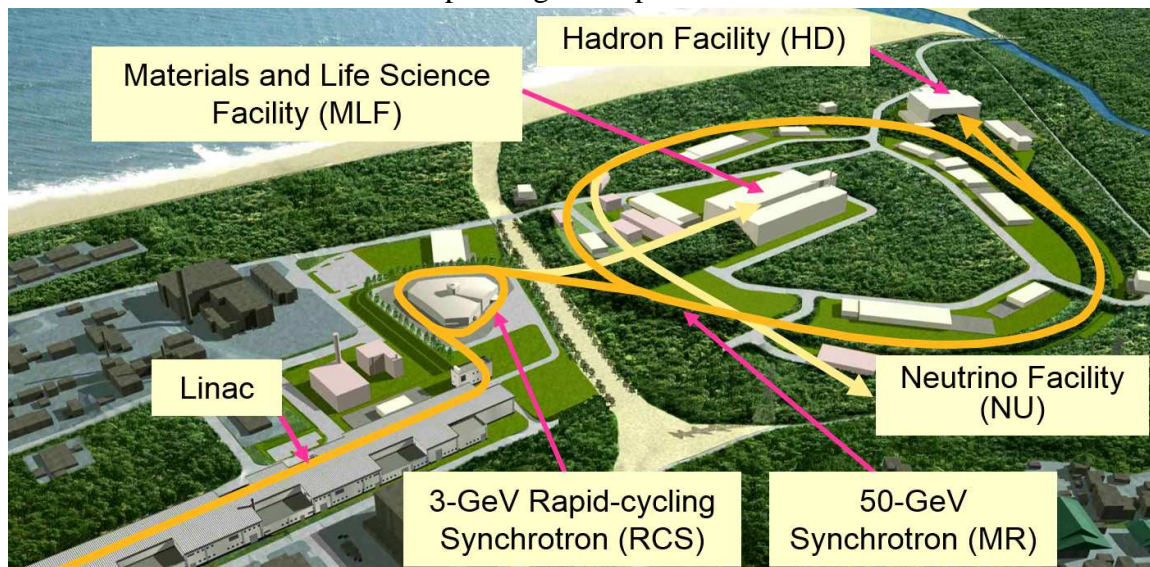 Hadron Facility (HD)
Materials and Life Science
Facility (MLF)
Linac
Neutrino Facility
(NU)
3-GeV Rapid-cycling
Synchrotron (RCS)
50-GeV
Synchrotron (MR)